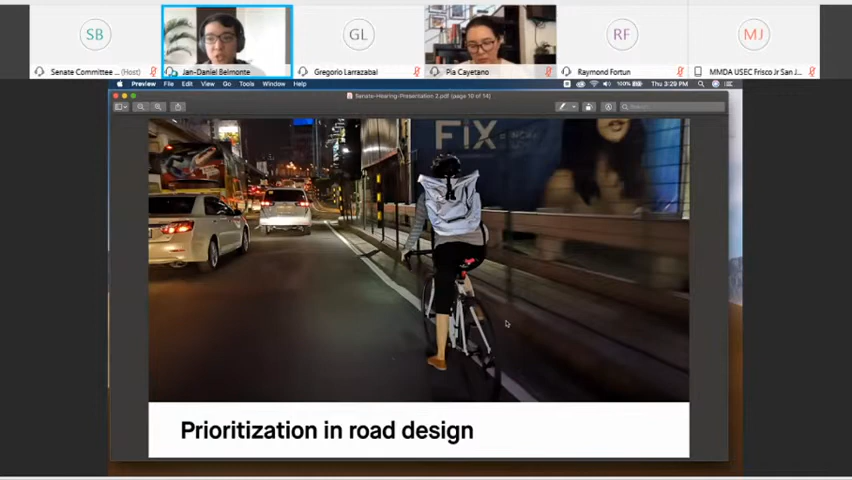 SB
GL
RF
MJ
Senate Committee ... (Host)
Jan-Daniel Belmonte
Gregorio Larrazabal
Pia Cayetano
Raymond Fortun
MMDA USEC Frisco Jr San J...
Preview File Edit View Go Tools Window Help
100%
Thu 3:29 PM
Senate-Hearing-Presentation 2.pdf (page 10 of 14)
Search
FiX
Prioritization in road design